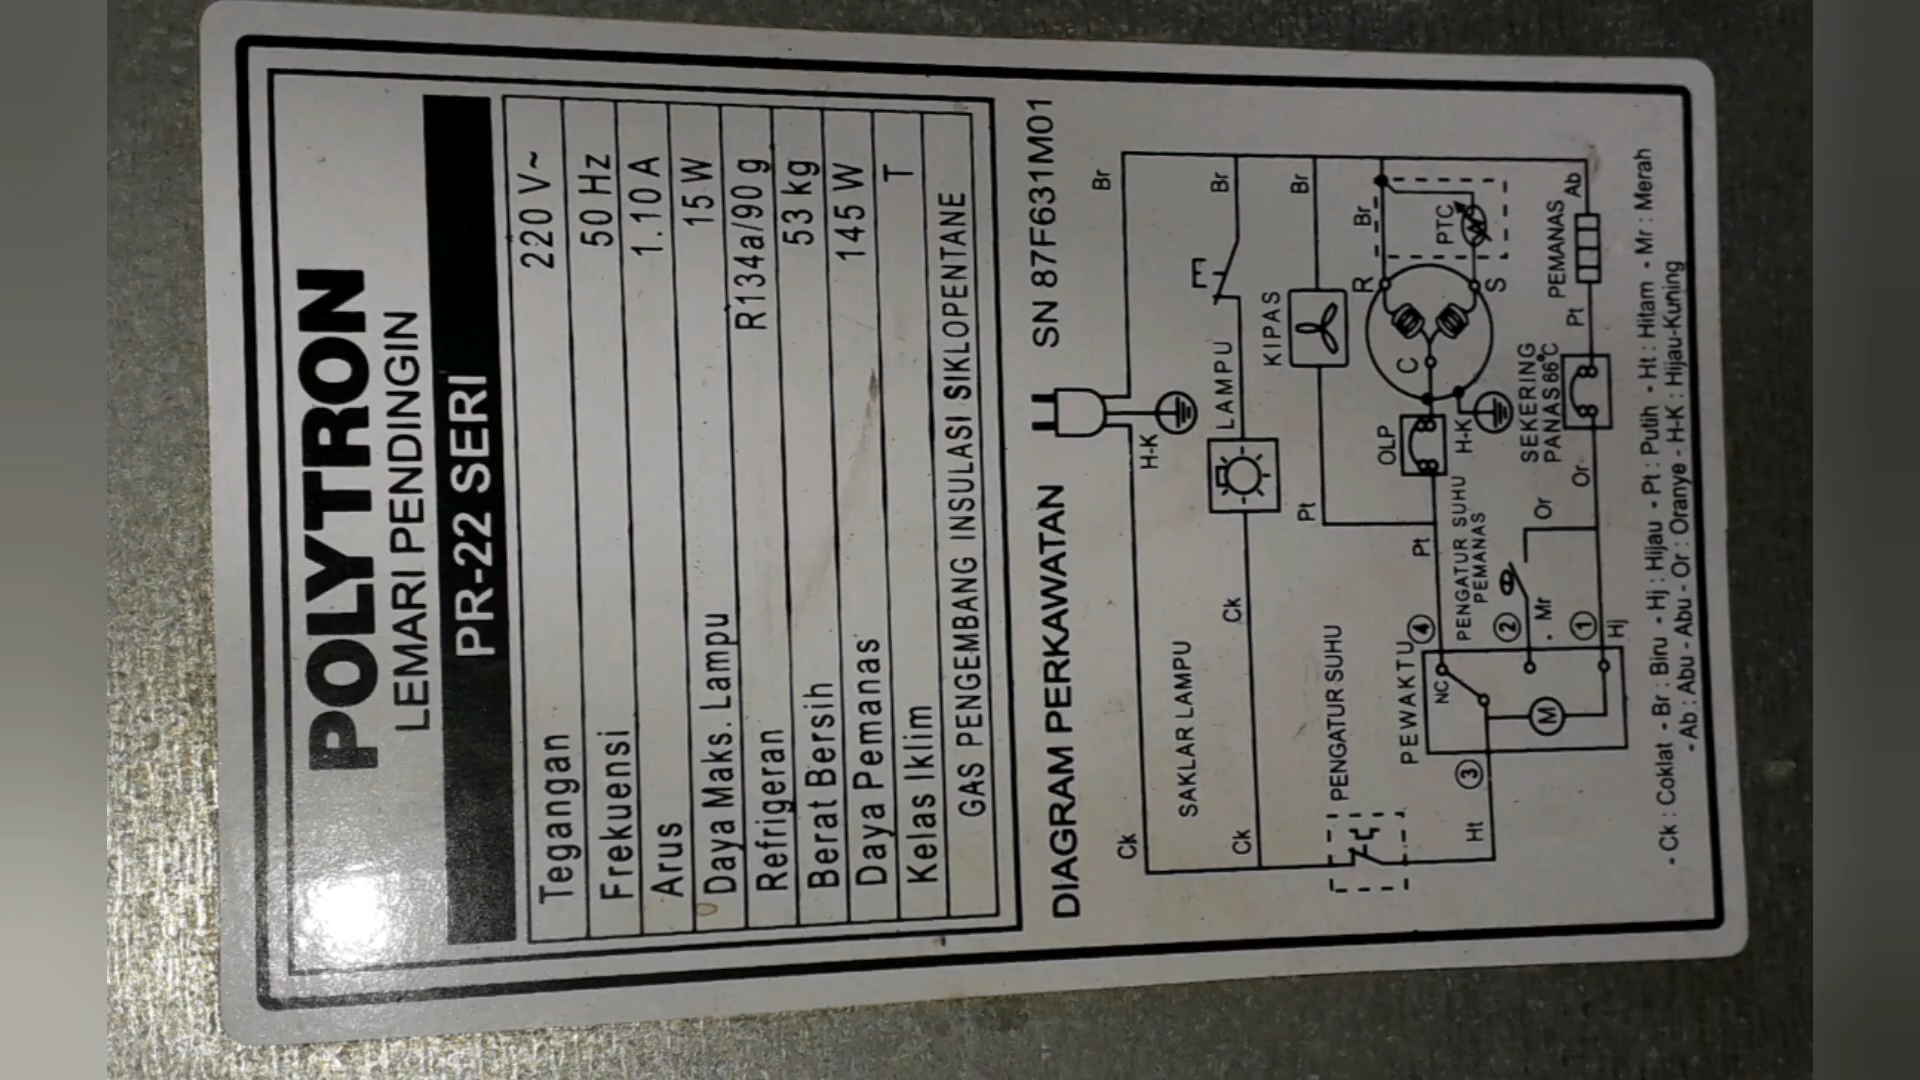 POLYTRON
LEMARI PENDINGIN
PR-22 SERI
Tegangan 220 V~
Frekuensi 50 Hz
Arus 1.10 A
Daya Maks. Lampu 15 W
Refrigeran R134a/90 g
Berat Bersih 53 kg
Daya Pemanas 145 W
Kelas Iklim T
GAS PENGEMBANG INSULASI SIKLOPENTANE
DIAGRAM PERKAWATAN SN 87F631M01
Ck Br
H-K
SAKLAR LAMPU
Ck Ck LAMPU Br
KIPAS
Pt Br
PENGATUR SUHU
PEWAKTU
4
Pt
OLP
C
R
Br
PTC
S
H-K
NC
M
3
Ht
PENGATUR SUHU
PEMANAS
2
- Mr
Or
SEKERING
PANAS 66°C
PEMANAS
1
Hj
Or
Pt
Ab
- Ck : Coklat - Br : Biru - Hj : Hijau - Pt : Putih - Ht : Hitam - Mr : Merah
- Ab : Abu - Abu - Or : Oranye - H-K : Hijau-Kuning